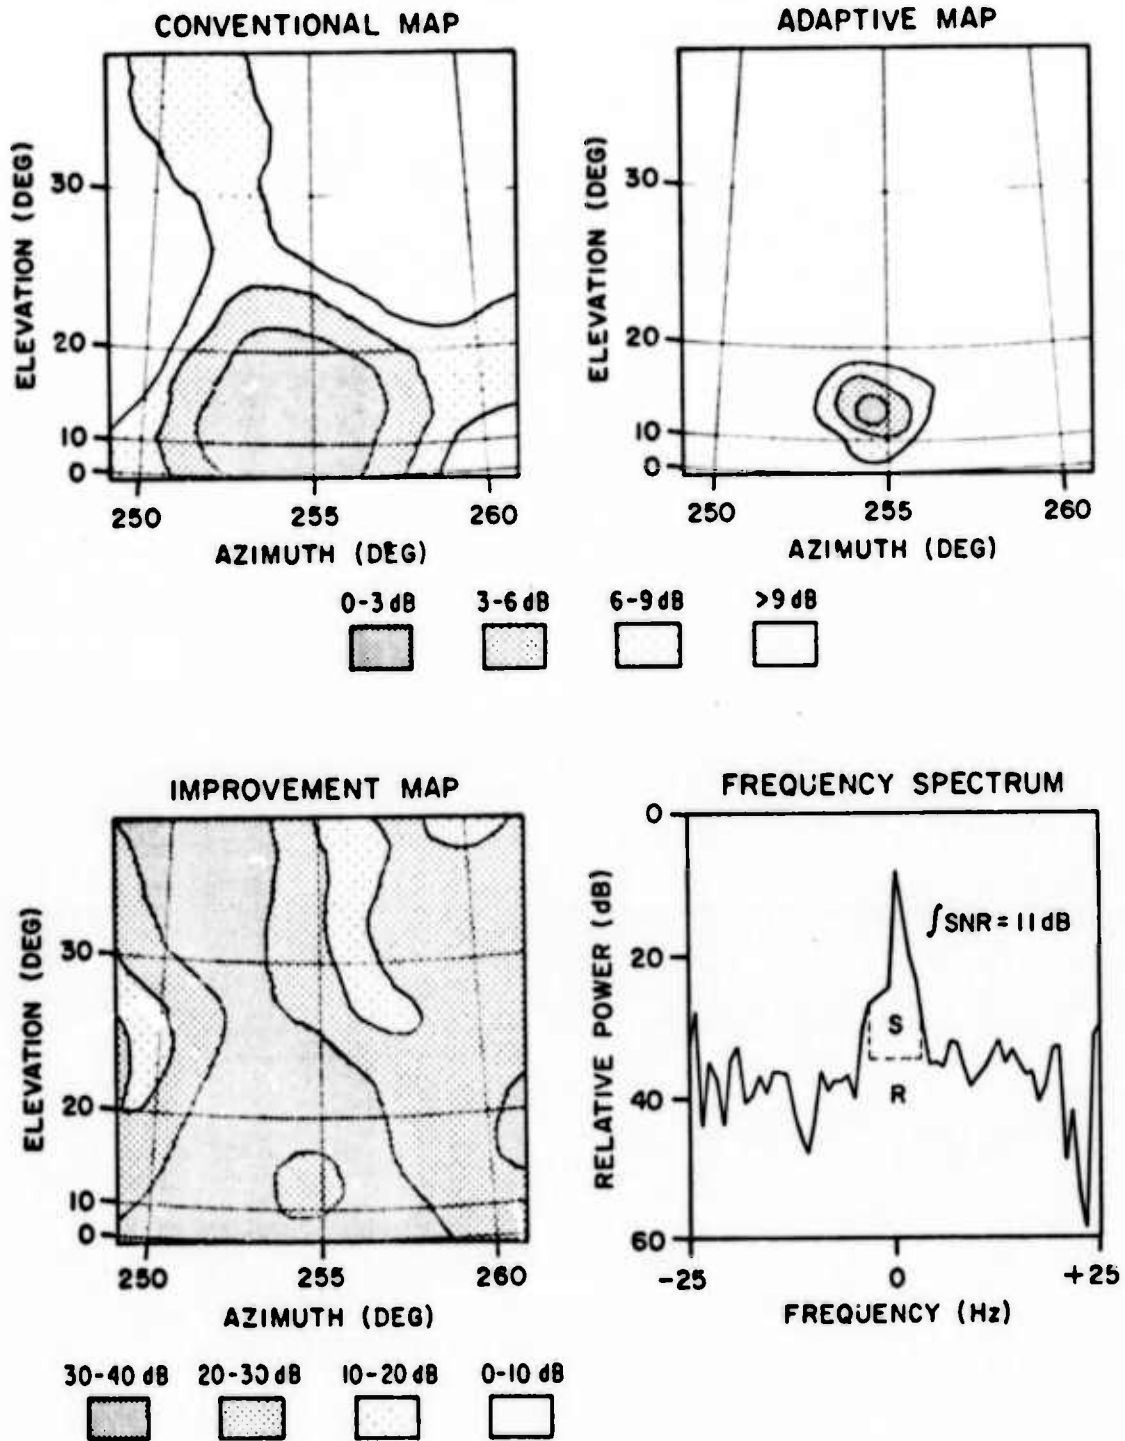 CONVENTIONAL MAP
ELEVATION (DEG)
30
20
10
0
250
255
260
AZIMUTH (DEG)
ADAPTIVE MAP
ELEVATION (DEG)
30
20
10
0
250
255
260
AZIMUTH (DEG)
0-3 dB
3-6 dB
6-9 dB
>9 dB
IMPROVEMENT MAP
ELEVATION (DEG)
30
20
10
0
250
255
260
AZIMUTH (DEG)
30-40 dB
20-30 dB
10-20 dB
0-10 dB
FREQUENCY SPECTRUM
RELATIVE POWER (dB)
0
20
40
60
∫SNR = 11 dB
S
R
-25
0
+25
FREQUENCY (Hz)